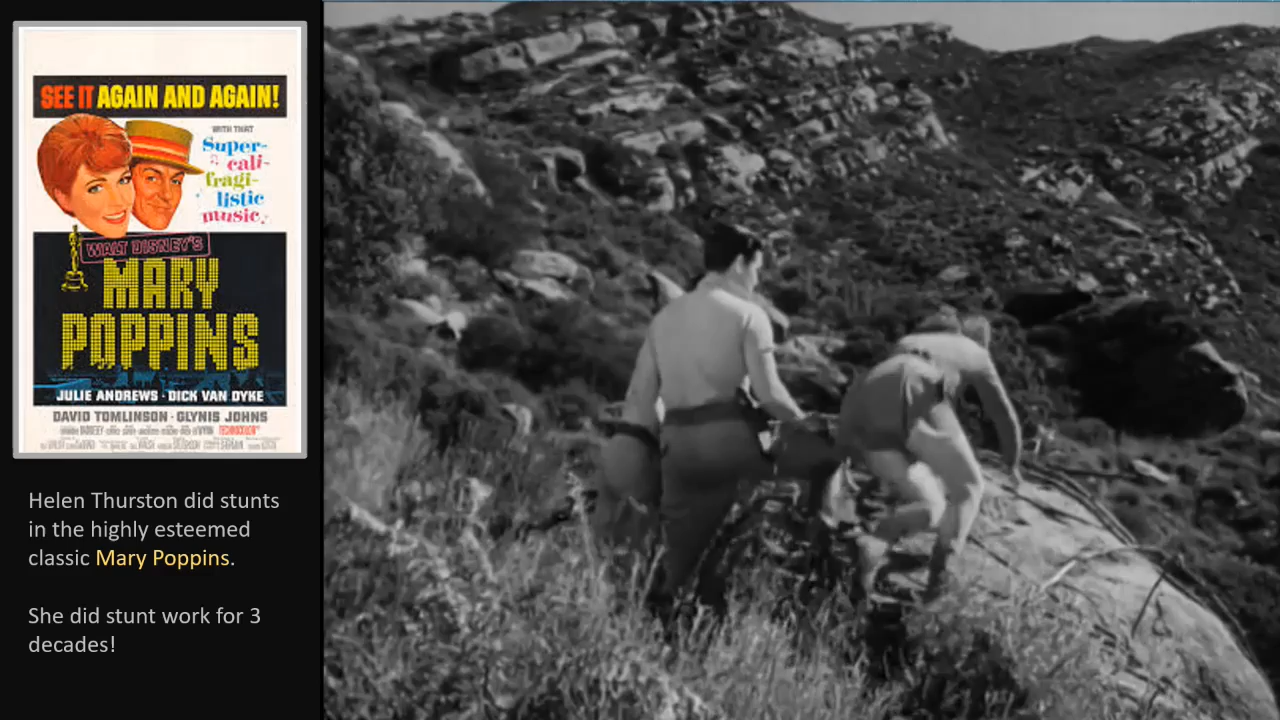 SEE IT AGAIN AND AGAIN!
WITH THAT
Super-
cali-
fragi-
listic
music
WALT DISNEY'S
MARY
POPPINS
JULIE ANDREWS · DICK VAN DYKE
DAVID TOMLINSON · GLYNIS JOHNS
TECHNICOLOR
Helen Thurston did stunts
in the highly esteemed
classic Mary Poppins.
She did stunt work for 3
decades!